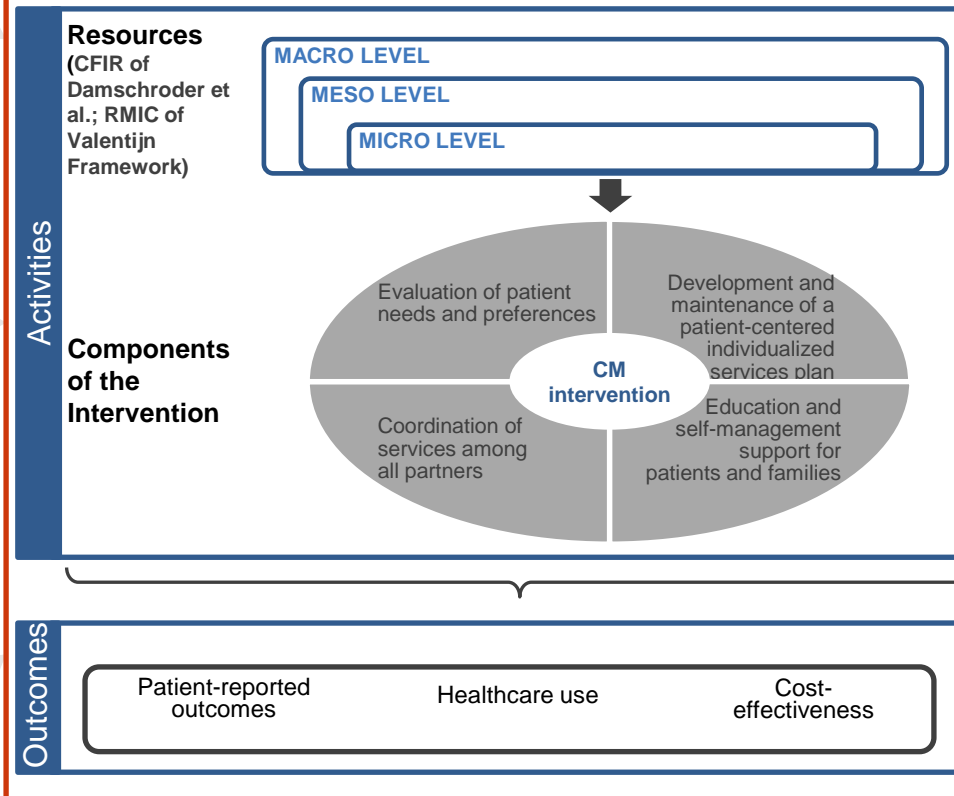 Activities
Resources
(CFIR of
Damschroder et
al.; RMIC of
Valentijn
Framework)
MACRO LEVEL
MESO LEVEL
MICRO LEVEL
Components
of the
Intervention
Evaluation of patient
needs and preferences
Development and
maintenance of a
patient-centered
individualized
services plan
CM
intervention
Coordination of
services among
all partners
Education and
self-management
support for
patients and families
Outcomes
Patient-reported
outcomes
Healthcare use
Cost-
effectiveness